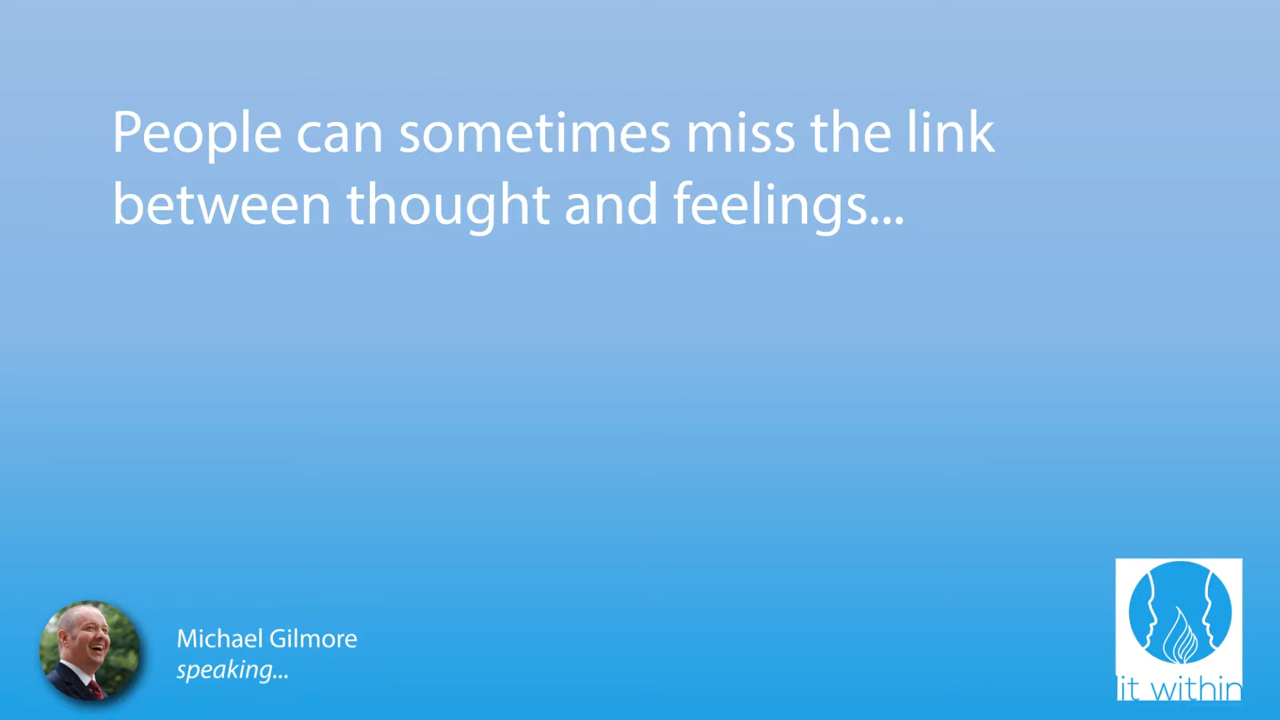 People can sometimes miss the link
between thought and feelings...
Michael Gilmore
speaking...
lit within